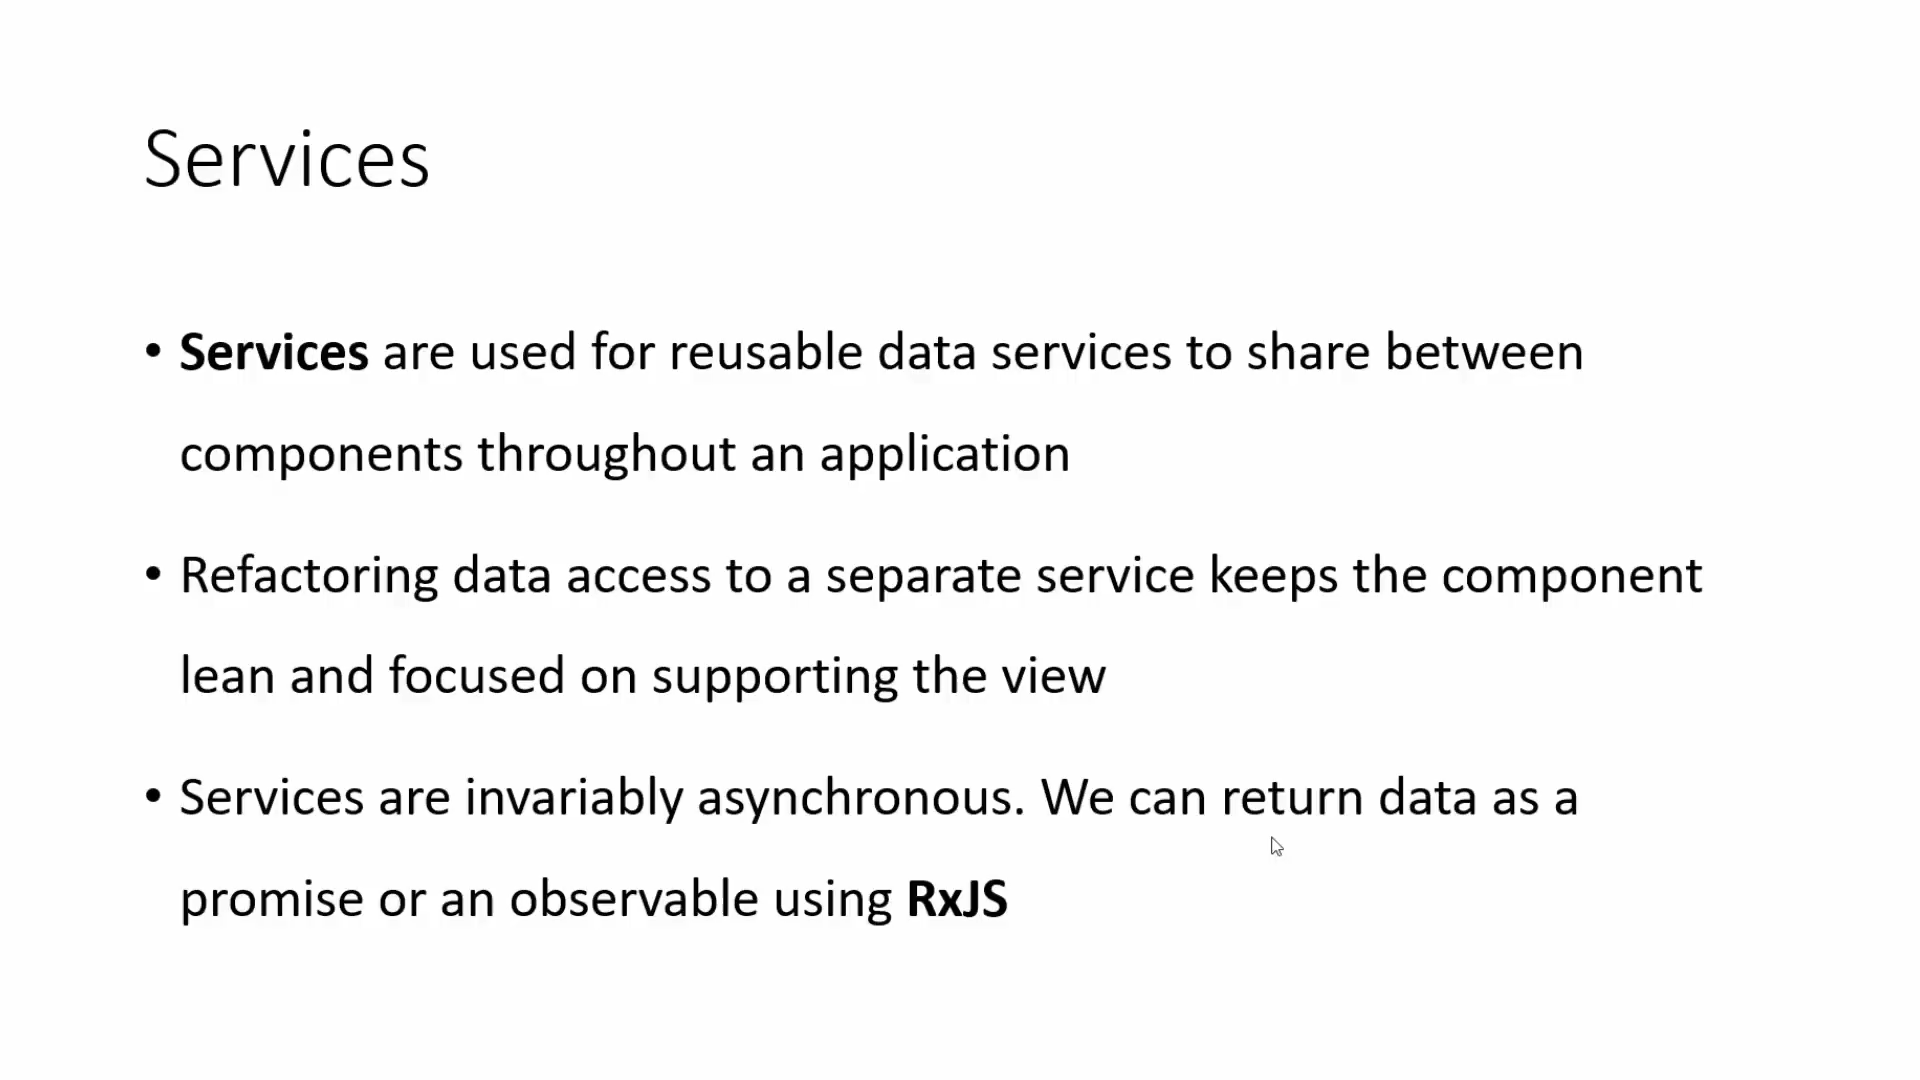 Services
• Services are used for reusable data services to share between
components throughout an application
• Refactoring data access to a separate service keeps the component
lean and focused on supporting the view
• Services are invariably asynchronous. We can return data as a
promise or an observable using RxJS